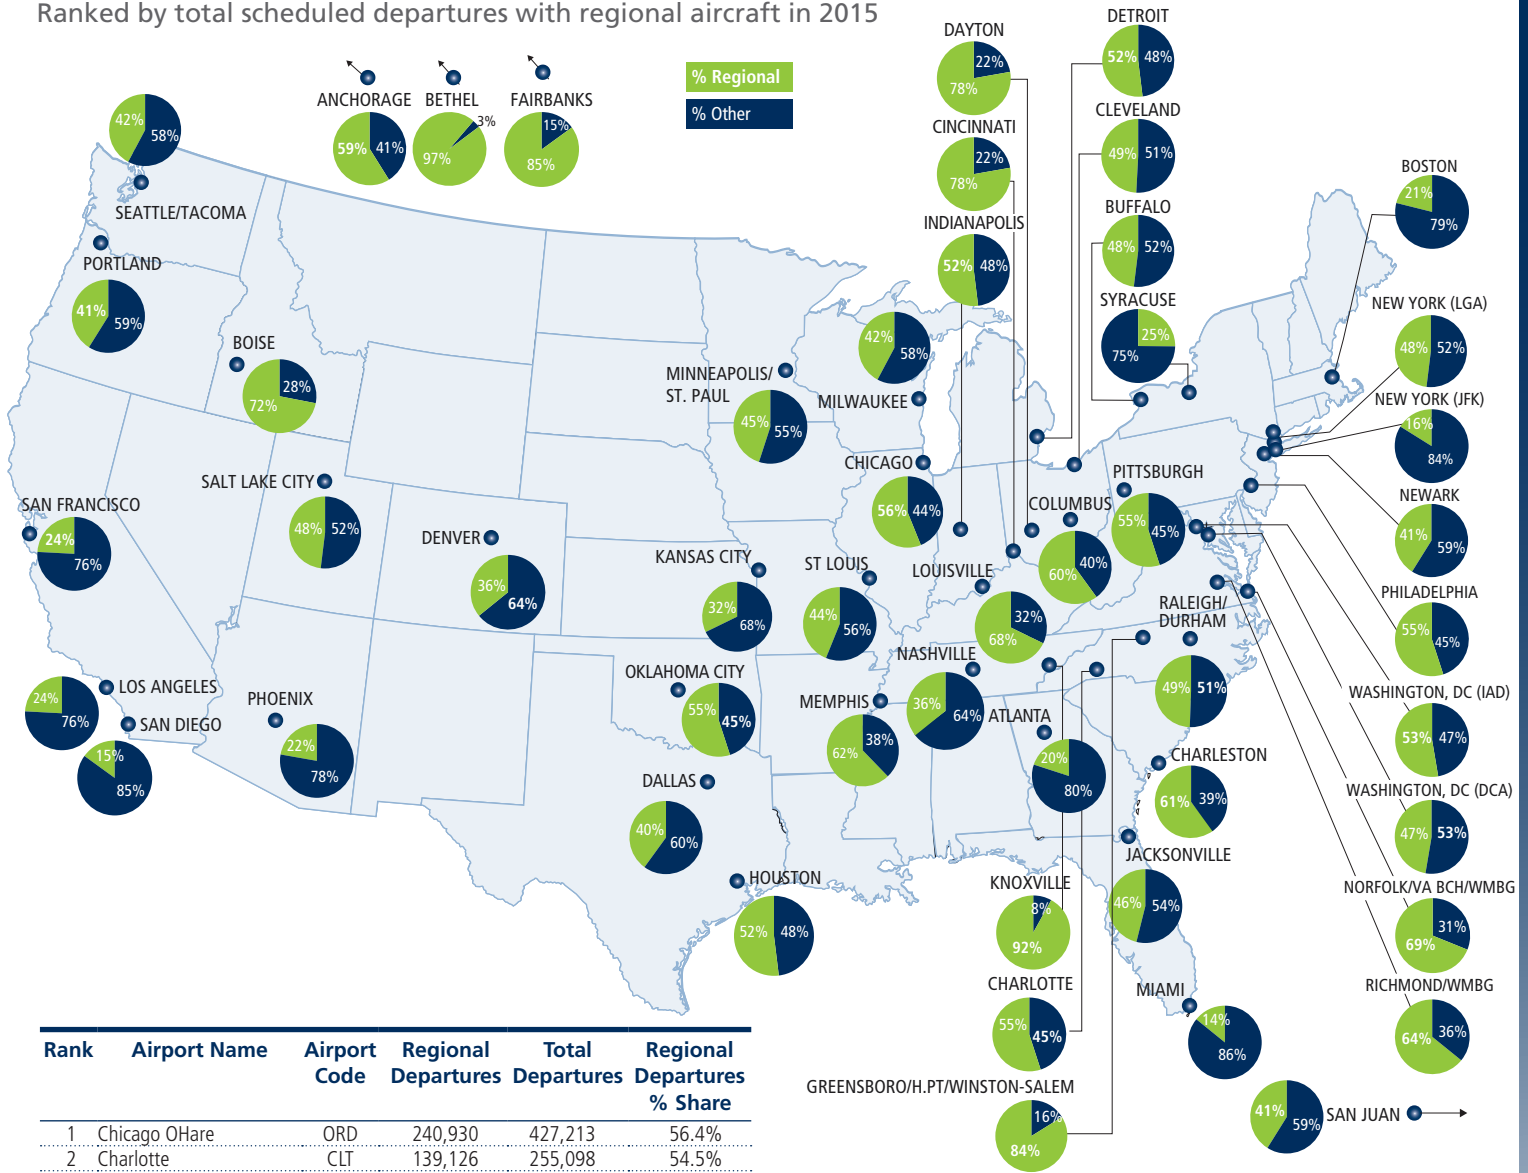 Ranked by total scheduled departures with regional aircraft in 2015
% Regional
% Other
ANCHORAGE
59%
41%
BETHEL
3%
97%
FAIRBANKS
15%
85%
42%
58%
SEATTLE/TACOMA
PORTLAND
41%
59%
BOISE
28%
72%
SALT LAKE CITY
48%
52%
SAN FRANCISCO
24%
76%
DENVER
36%
64%
LOS ANGELES
24%
76%
SAN DIEGO
15%
85%
PHOENIX
22%
78%
MINNEAPOLIS/
ST. PAUL
45%
55%
42%
58%
MILWAUKEE
CHICAGO
56%
44%
KANSAS CITY
32%
68%
ST LOUIS
44%
56%
OKLAHOMA CITY
55%
45%
DALLAS
40%
60%
HOUSTON
52%
48%
MEMPHIS
38%
62%
NASHVILLE
36%
64%
LOUISVILLE
32%
68%
COLUMBUS
40%
60%
PITTSBURGH
55%
45%
RALEIGH/
DURHAM
49%
51%
ATLANTA
20%
80%
CHARLESTON
61%
39%
JACKSONVILLE
46%
54%
MIAMI
14%
86%
SAN JUAN
41%
59%
KNOXVILLE
8%
92%
CHARLOTTE
55%
45%
GREENSBORO/H.PT/WINSTON-SALEM
16%
84%
DAYTON
22%
78%
CINCINNATI
22%
78%
INDIANAPOLIS
52%
48%
DETROIT
52%
48%
CLEVELAND
49%
51%
BUFFALO
48%
52%
SYRACUSE
25%
75%
BOSTON
21%
79%
NEW YORK (LGA)
48%
52%
NEW YORK (JFK)
16%
84%
NEWARK
41%
59%
PHILADELPHIA
55%
45%
WASHINGTON, DC (IAD)
53%
47%
WASHINGTON, DC (DCA)
47%
53%
NORFOLK/VA BCH/WMBG
31%
69%
RICHMOND/WMBG
64%
36%
Rank Airport Name Airport Regional Total Regional
Code Departures Departures Departures
% Share
1 Chicago OHare ORD 240,930 427,213 56.4%
2 Charlotte CLT 139,126 255,098 54.5%